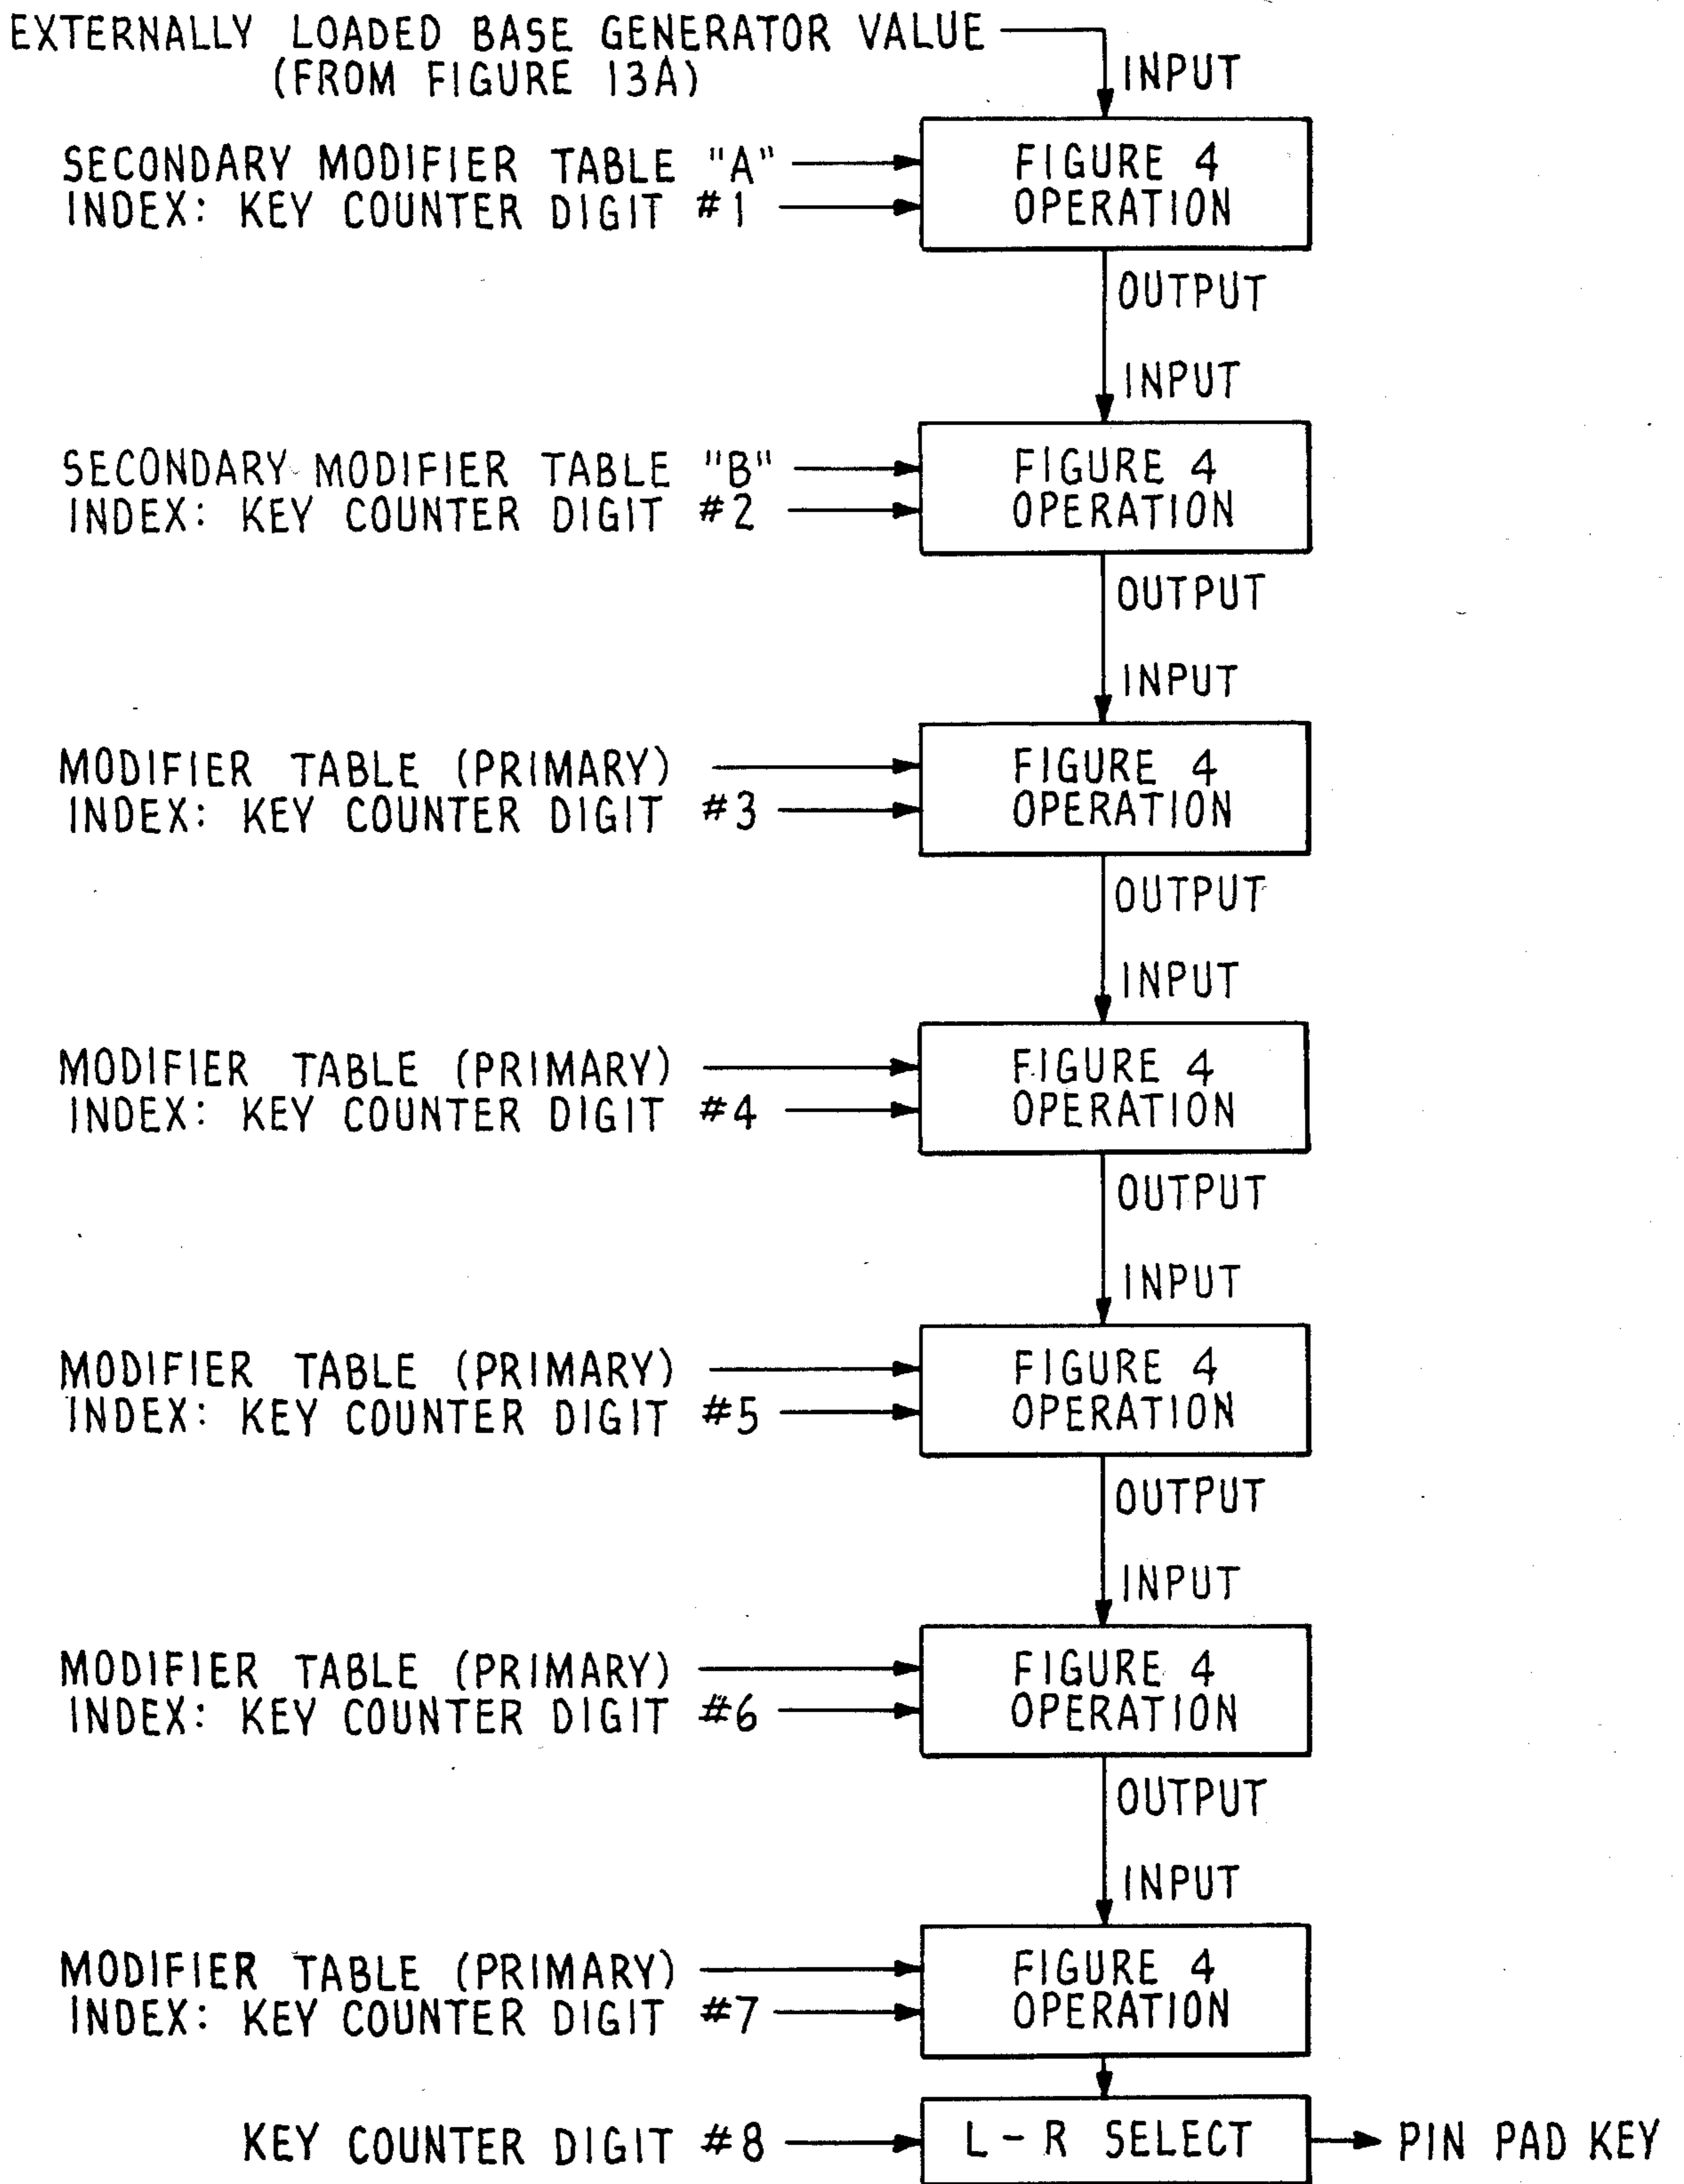 EXTERNALLY LOADED BASE GENERATOR VALUE
(FROM FIGURE 13A)
INPUT
SECONDARY MODIFIER TABLE "A"
INDEX: KEY COUNTER DIGIT #1
FIGURE 4
OPERATION
OUTPUT
INPUT
SECONDARY MODIFIER TABLE "B"
INDEX: KEY COUNTER DIGIT #2
FIGURE 4
OPERATION
OUTPUT
INPUT
MODIFIER TABLE (PRIMARY)
INDEX: KEY COUNTER DIGIT #3
FIGURE 4
OPERATION
OUTPUT
INPUT
MODIFIER TABLE (PRIMARY)
INDEX: KEY COUNTER DIGIT #4
FIGURE 4
OPERATION
OUTPUT
INPUT
MODIFIER TABLE (PRIMARY)
INDEX: KEY COUNTER DIGIT #5
FIGURE 4
OPERATION
OUTPUT
INPUT
MODIFIER TABLE (PRIMARY)
INDEX: KEY COUNTER DIGIT #6
FIGURE 4
OPERATION
OUTPUT
INPUT
MODIFIER TABLE (PRIMARY)
INDEX: KEY COUNTER DIGIT #7
FIGURE 4
OPERATION
KEY COUNTER DIGIT #8
L - R SELECT
PIN PAD KEY